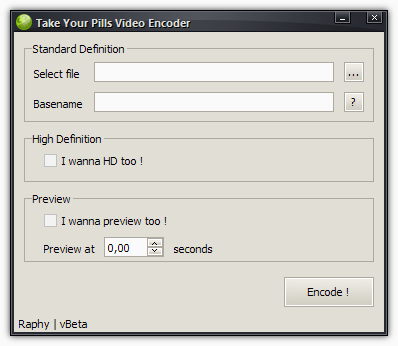 Take Your Pills Video Encoder
Standard Definition
Select file ...
Basename ?
High Definition
I wanna HD too !
Preview
I wanna preview too !
Preview at 0,00 seconds
Encode !
Raphy | vBeta